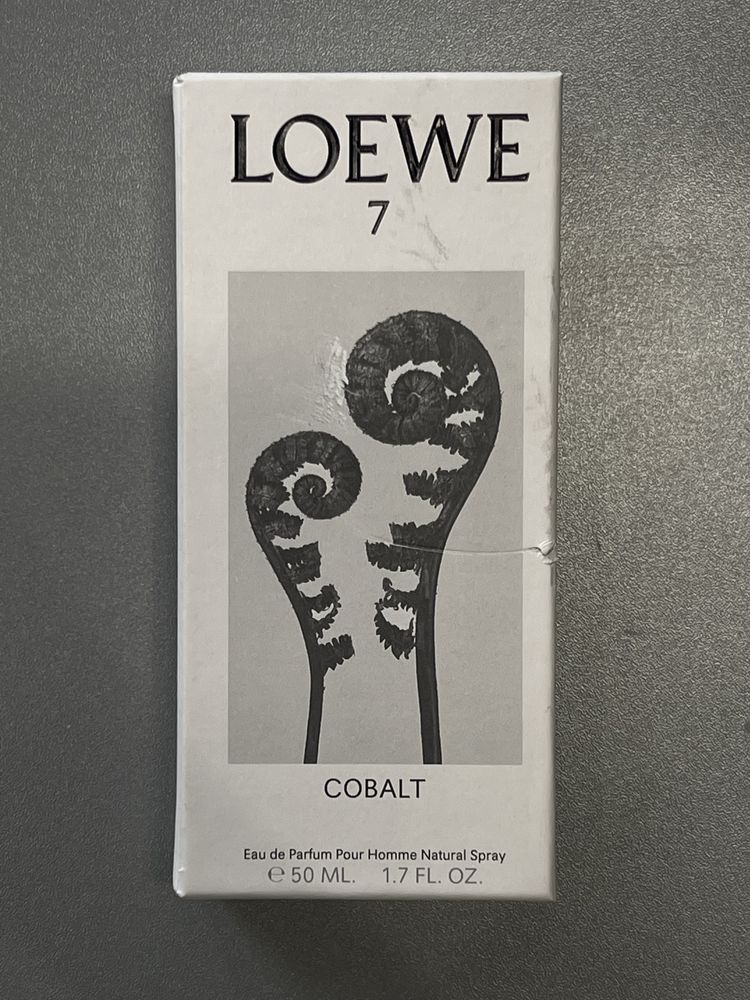 LOEWE
7
COBALT
Eau de Parfum Pour Homme Natural Spray
℮ 50 ML. 1.7 FL. OZ.